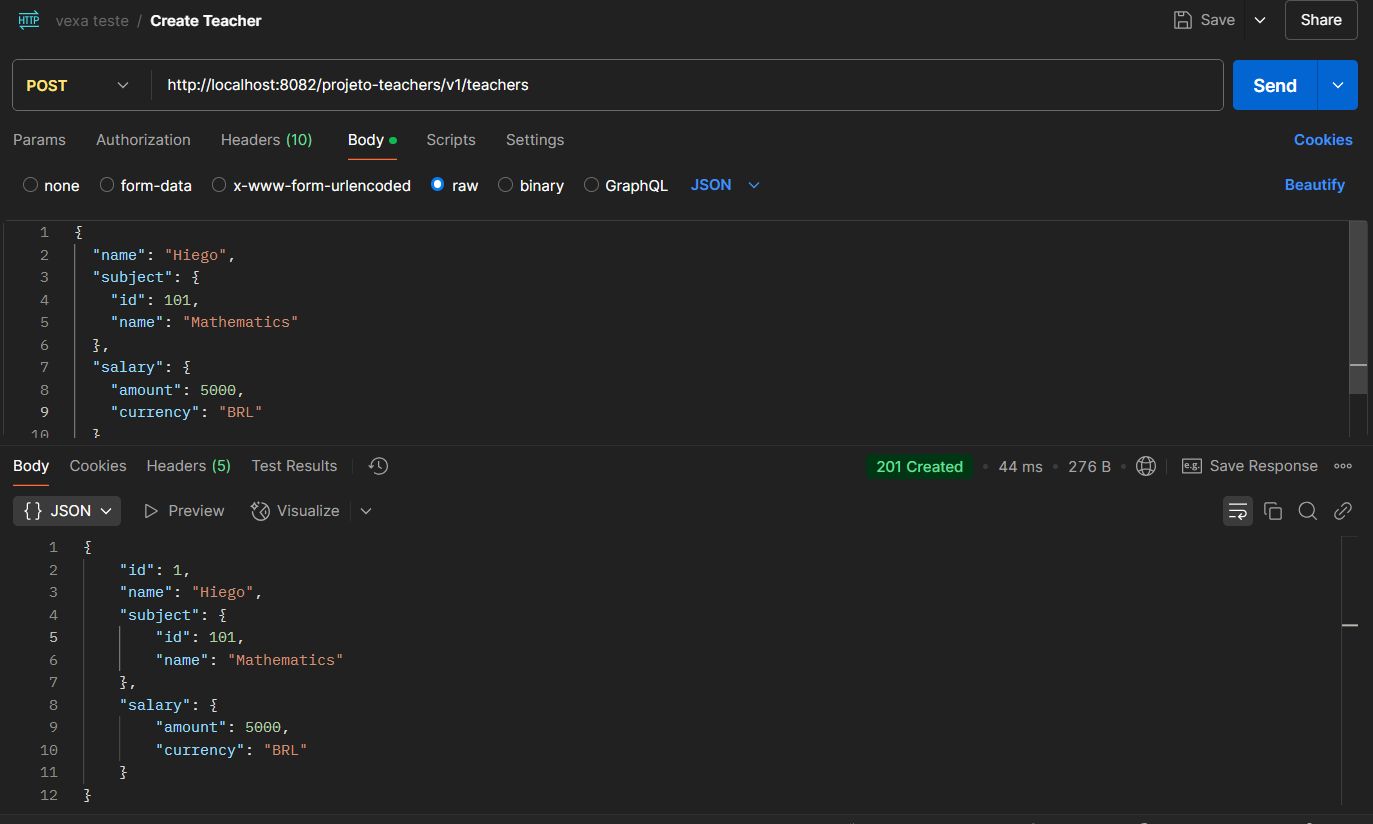 HTTP vexa teste / Create Teacher Save Share
POST http://localhost:8082/projeto-teachers/v1/teachers Send
Params Authorization Headers (10) Body Scripts Settings Cookies
none form-data x-www-form-urlencoded raw binary GraphQL JSON Beautify
1 {
2 "name": "Hiego",
3 "subject": {
4 "id": 101,
5 "name": "Mathematics"
6 },
7 "salary": {
8 "amount": 5000,
9 "currency": "BRL"
10 }
Body Cookies Headers (5) Test Results 201 Created • 44 ms • 276 B • e.g. Save Response
{} JSON Preview Visualize
1 {
2 "id": 1,
3 "name": "Hiego",
4 "subject": {
5 "id": 101,
6 "name": "Mathematics"
7 },
8 "salary": {
9 "amount": 5000,
10 "currency": "BRL"
11 }
12 }